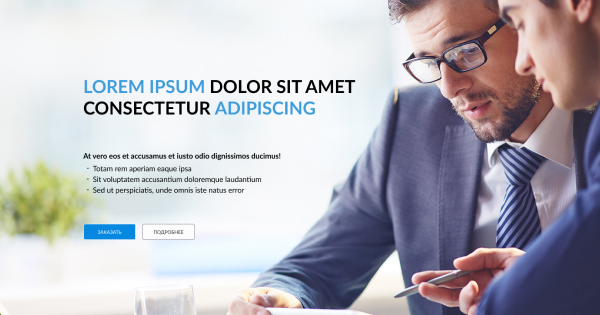 LOREM IPSUM DOLOR SIT AMET
CONSECTETUR ADIPISCING
At vero eos et accusamus et iusto odio dignissimos ducimus!
- Totam rem aperiam eaque ipsa
- Sit voluptatem accusantium doloremque laudantium
- Sed ut perspiciatis, unde omnis iste natus error
ЗАКАЗАТЬ ПОДРОБНЕЕ